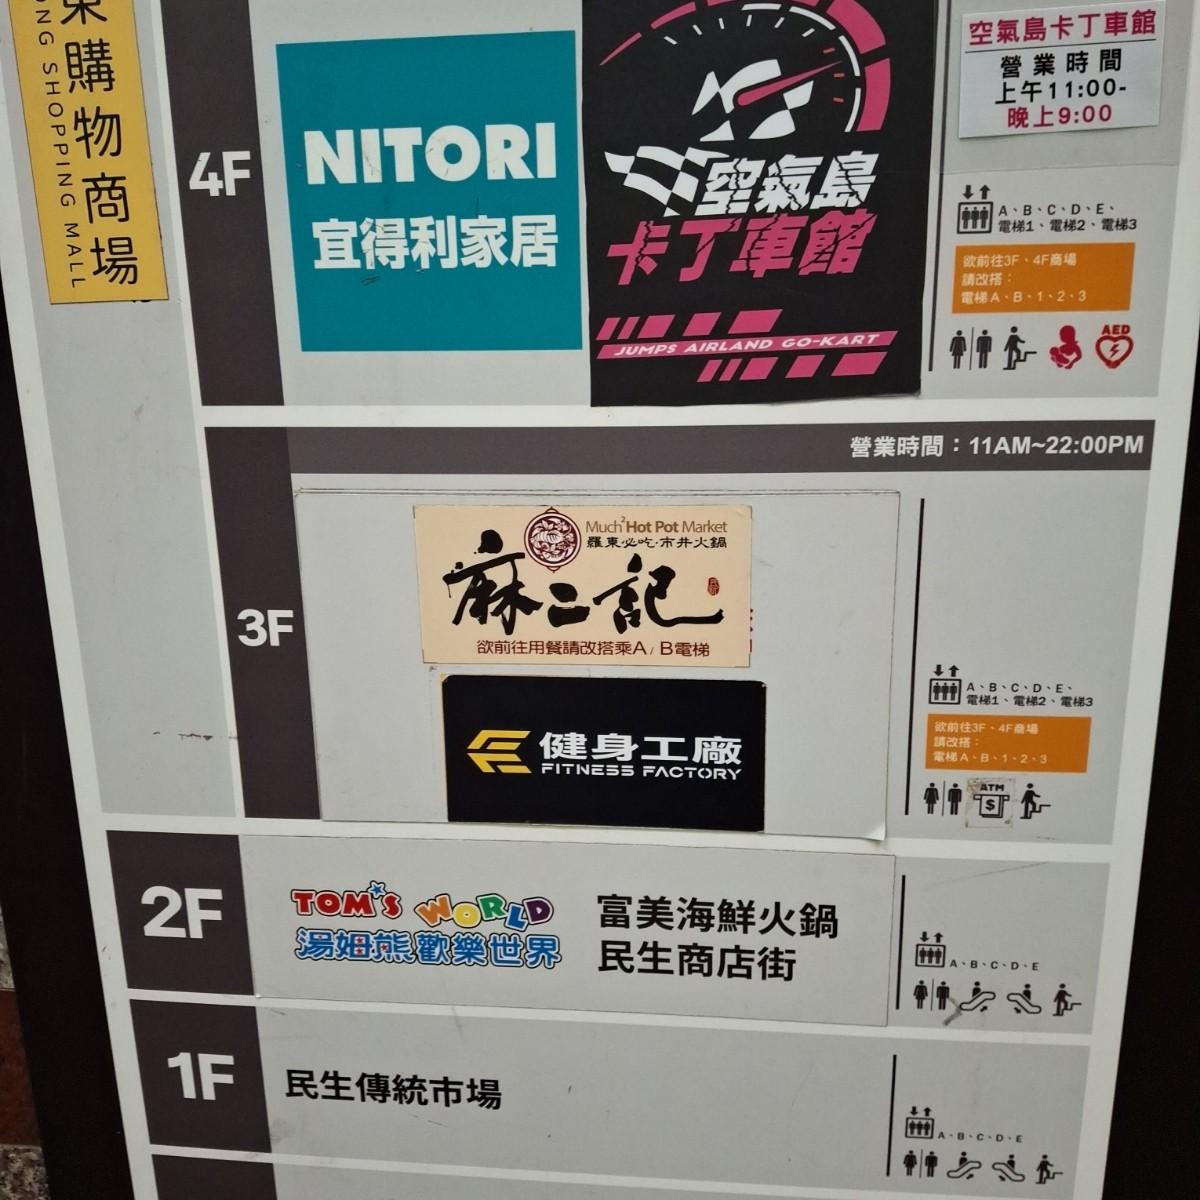 東購物商場
ONG SHOPPING MALL
4F
NITORI
宜得利家居
空氣島
卡丁車館
JUMPS AIRLAND GO-KART
空氣島卡丁車館
營業時間
上午11:00-
晚上9:00
A、B、C、D、E、
電梯1、電梯2、電梯3
欲前往3F、4F商場
請改搭：
電梯A、B、1、2、3
AED
營業時間：11AM~22:00PM
3F
Much²Hot Pot Market
羅東必吃·市井火鍋
麻二記
欲前往用餐請改搭乘A/B電梯
健身工廠
FITNESS FACTORY
A、B、C、D、E、
電梯1、電梯2、電梯3
欲前往3F、4F商場
請改搭：
電梯A、B、1、2、3
ATM
$
2F
TOM'S WORLD
湯姆熊歡樂世界
富美海鮮火鍋
民生商店街
A、B、C、D、E
1F
民生傳統市場
A、B、C、D、E